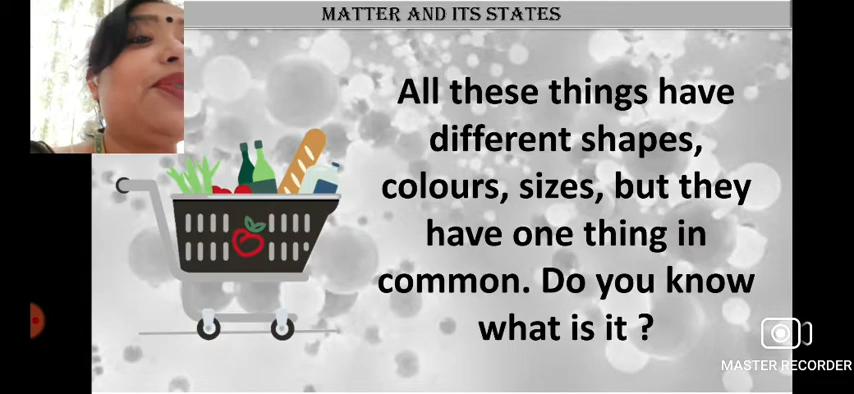 MATTER AND ITS STATES
All these things have
different shapes,
colours, sizes, but they
have one thing in
common. Do you know
what is it ?
MASTER RECORDER